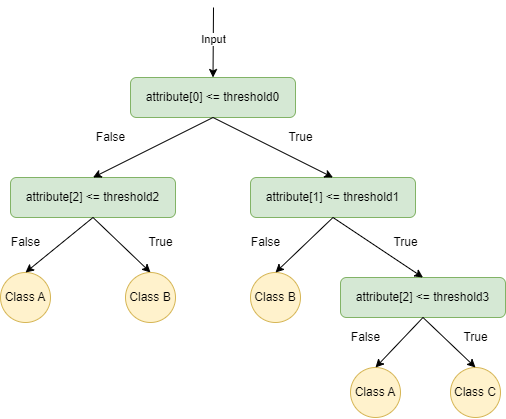 Input
attribute[0] <= threshold0
False
True
attribute[2] <= threshold2
attribute[1] <= threshold1
False
True
False
True
Class A
Class B
Class B
attribute[2] <= threshold3
False
True
Class A
Class C